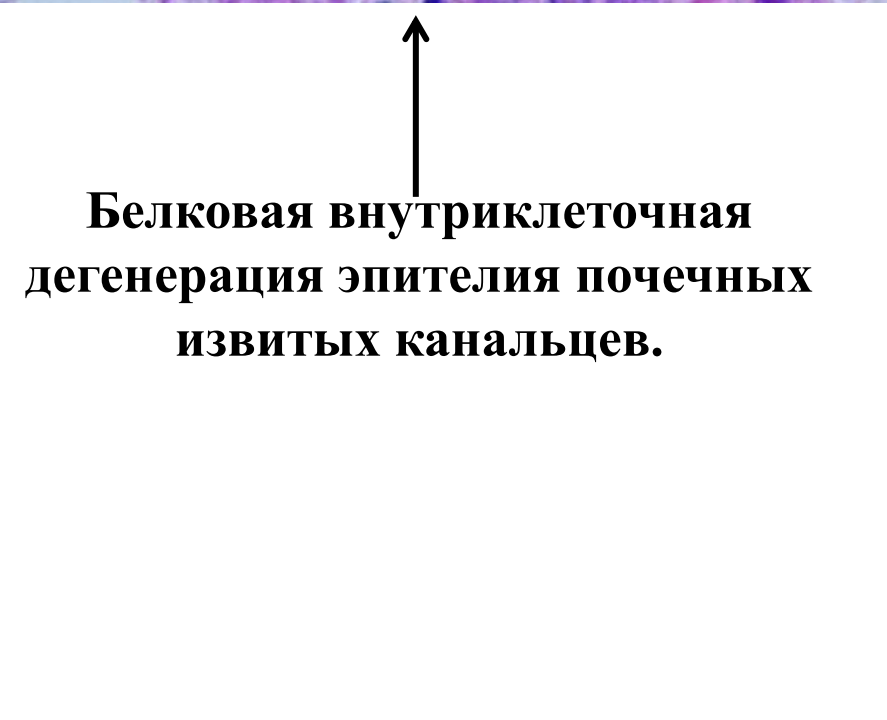 Белковая внутриклеточная
дегенерация эпителия почечных
извитых канальцев.